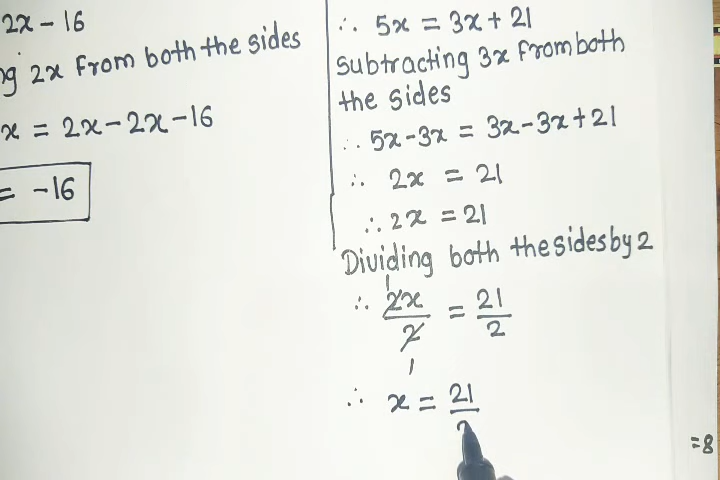 2x - 16
2x from both the sides
x = 2x - 2x - 16
= -16
∴ 5x = 3x + 21
Subtracting 3x from both
the sides
∴ 5x - 3x = 3x - 3x + 21
∴ 2x = 21
∴ 2x = 21
Dividing both the sides by 2
1
∴ 2x/2 = 21/2
1
∴ x = 21/
=8